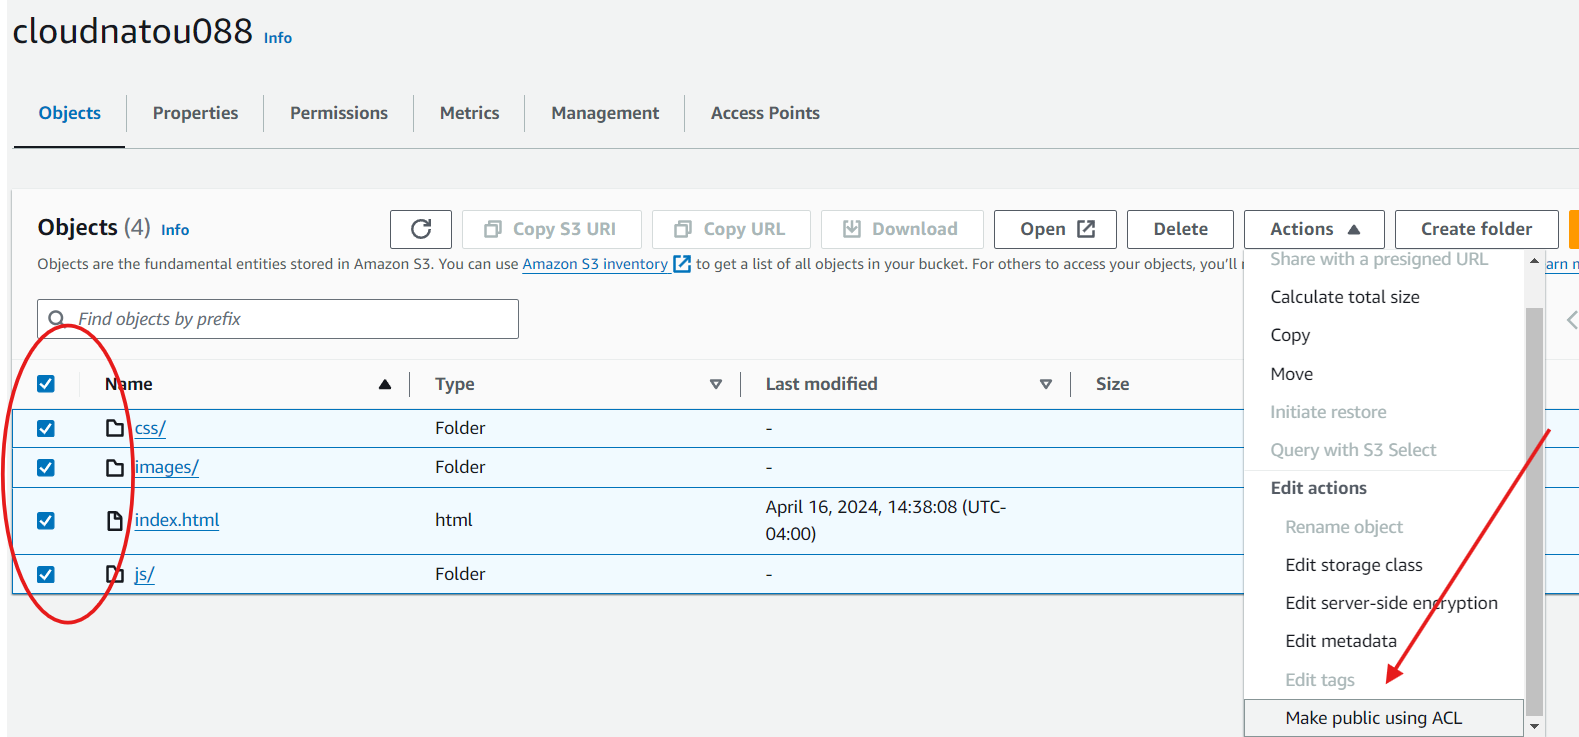 cloudnatou088 Info
Objects Properties Permissions Metrics Management Access Points
Objects (4) Info Copy S3 URI Copy URL Download Open Delete Actions Create folder
Objects are the fundamental entities stored in Amazon S3. You can use Amazon S3 inventory to get a list of all objects in your bucket. For others to access your objects, you'll
Find objects by prefix
Name Type Last modified Size
css/ Folder -
images/ Folder -
index.html html April 16, 2024, 14:38:08 (UTC-
04:00)
js/ Folder -
Share with a presigned URL
Calculate total size
Copy
Move
Initiate restore
Query with S3 Select
Edit actions
Rename object
Edit storage class
Edit server-side encryption
Edit metadata
Edit tags
Make public using ACL